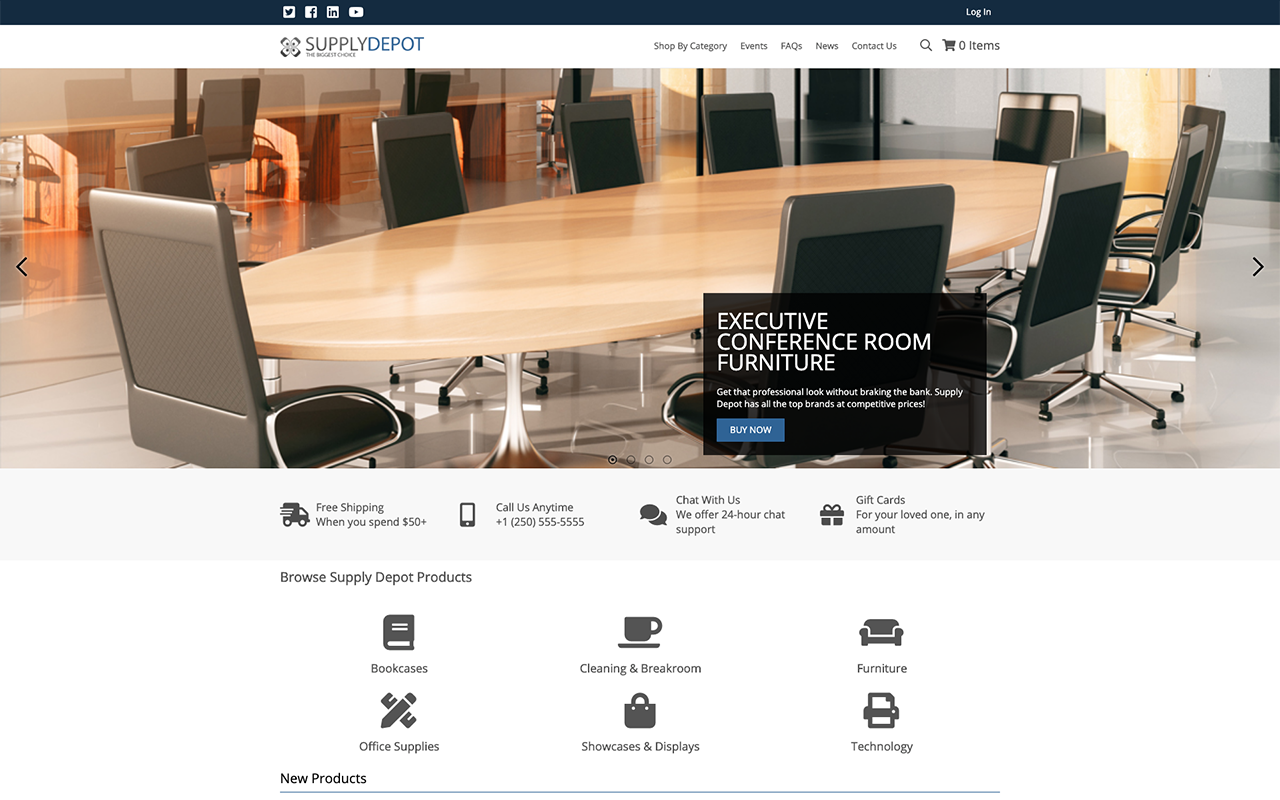 Log In
SUPPLYDEPOT
THE BIGGEST CHOICE
Shop By Category Events FAQs News Contact Us 0 Items
EXECUTIVE
CONFERENCE ROOM
FURNITURE
Get that professional look without braking the bank. Supply
Depot has all the top brands at competitive prices!
BUY NOW
Free Shipping
When you spend $50+
Call Us Anytime
+1 (250) 555-5555
Chat With Us
We offer 24-hour chat
support
Gift Cards
For your loved one, in any
amount
Browse Supply Depot Products
Bookcases
Cleaning & Breakroom
Furniture
Office Supplies
Showcases & Displays
Technology
New Products